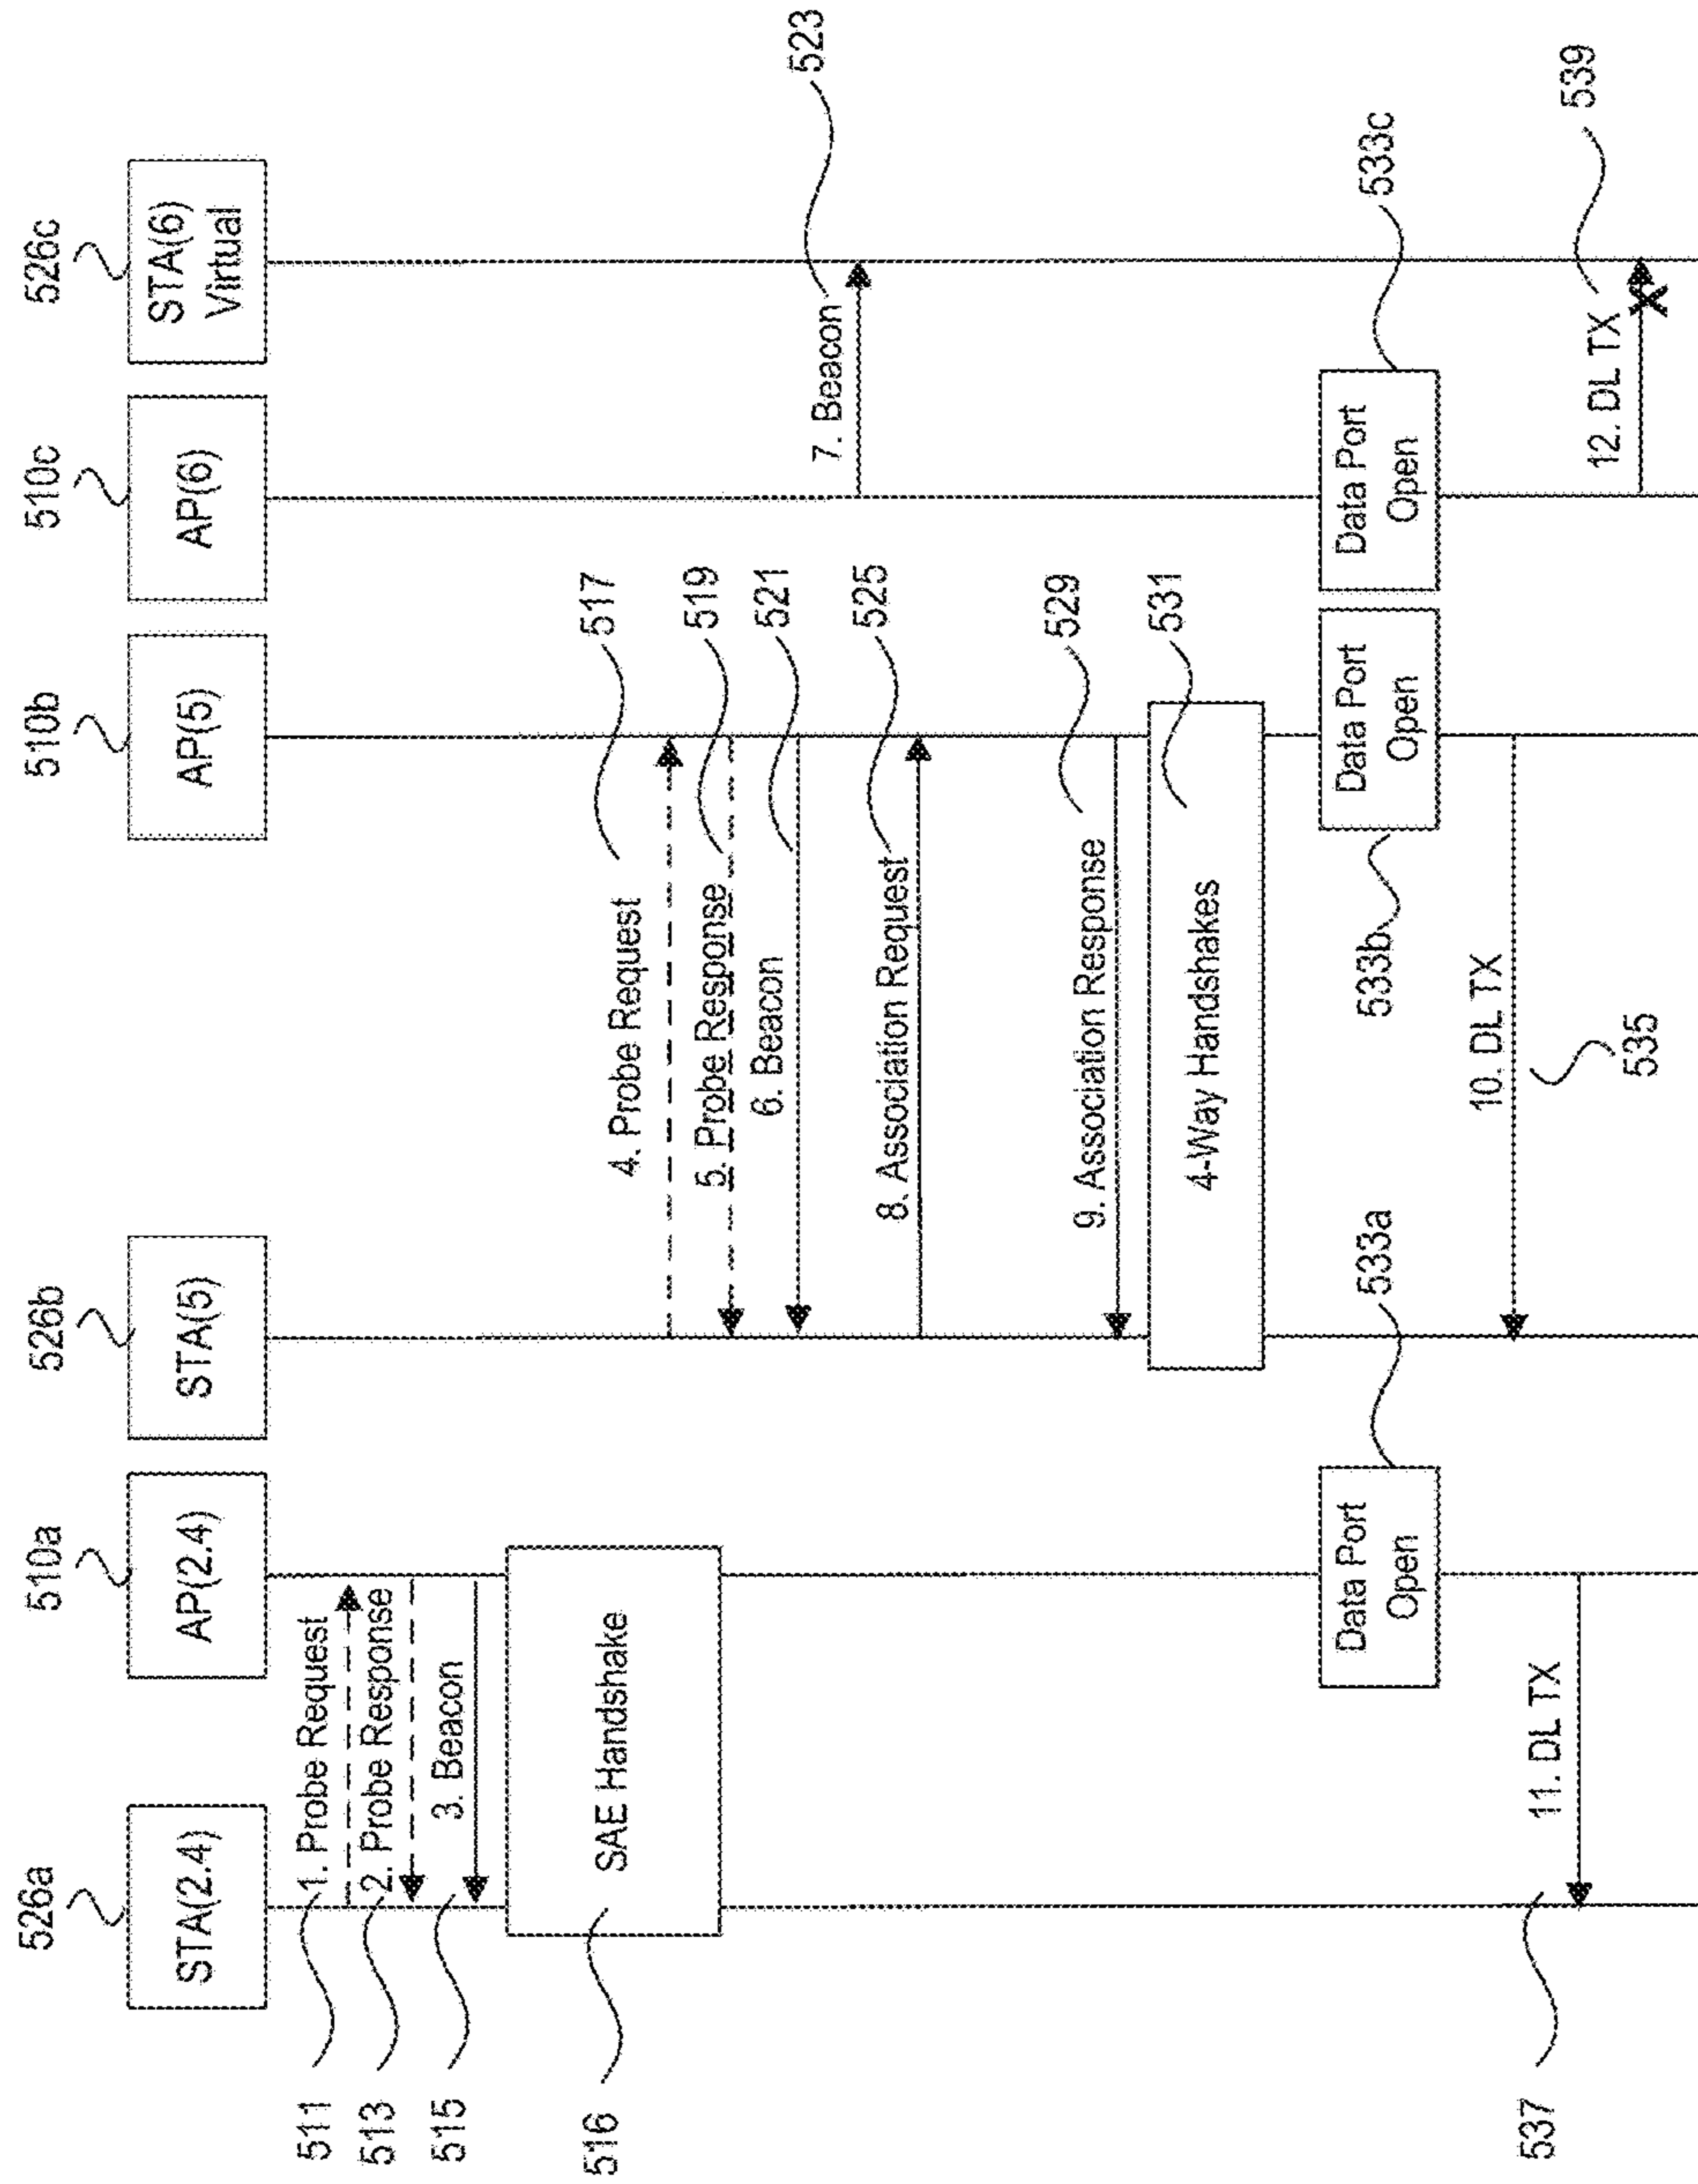 526a
526b
510a
510b
510c
526c
STA(2.4)
AP(2.4)
STA(5)
AP(5)
AP(6)
STA(6)
Virtual
511
1. Probe Request
513
2. Probe Response
515
3. Beacon
516
SAE Handshake
4. Probe Request
517
5. Probe Response
519
6. Beacon
521
7. Beacon
523
8. Association Request
525
9. Association Response
529
4-Way Handshakes
531
Data Port
Open
533a
Data Port
Open
533b
Data Port
Open
533c
10. DL TX
535
11. DL TX
537
12. DL TX
X
539